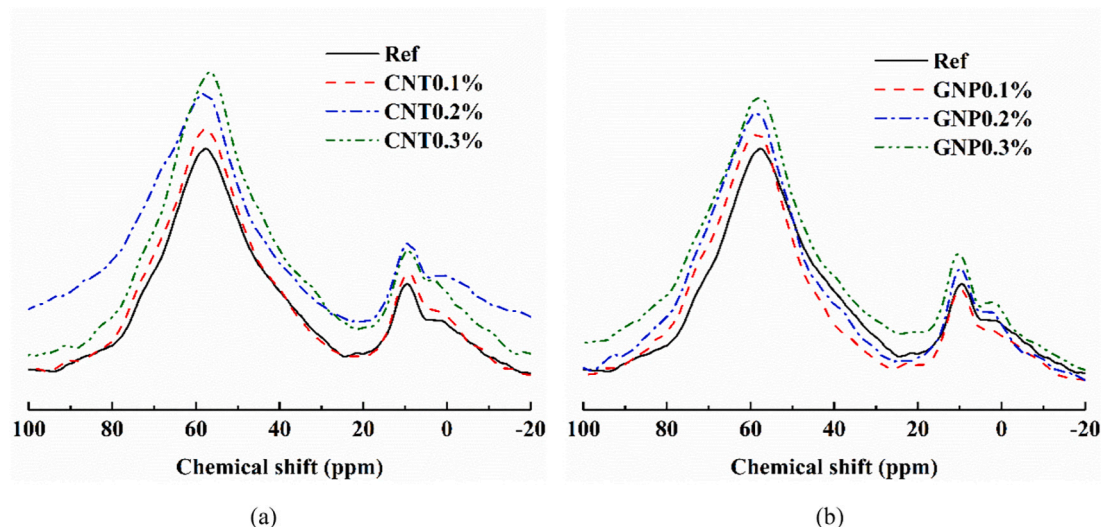 Ref
CNT0.1%
CNT0.2%
CNT0.3%
100 80 60 40 20 0 -20
Chemical shift (ppm)
(a)
Ref
GNP0.1%
GNP0.2%
GNP0.3%
100 80 60 40 20 0 -20
Chemical shift (ppm)
(b)